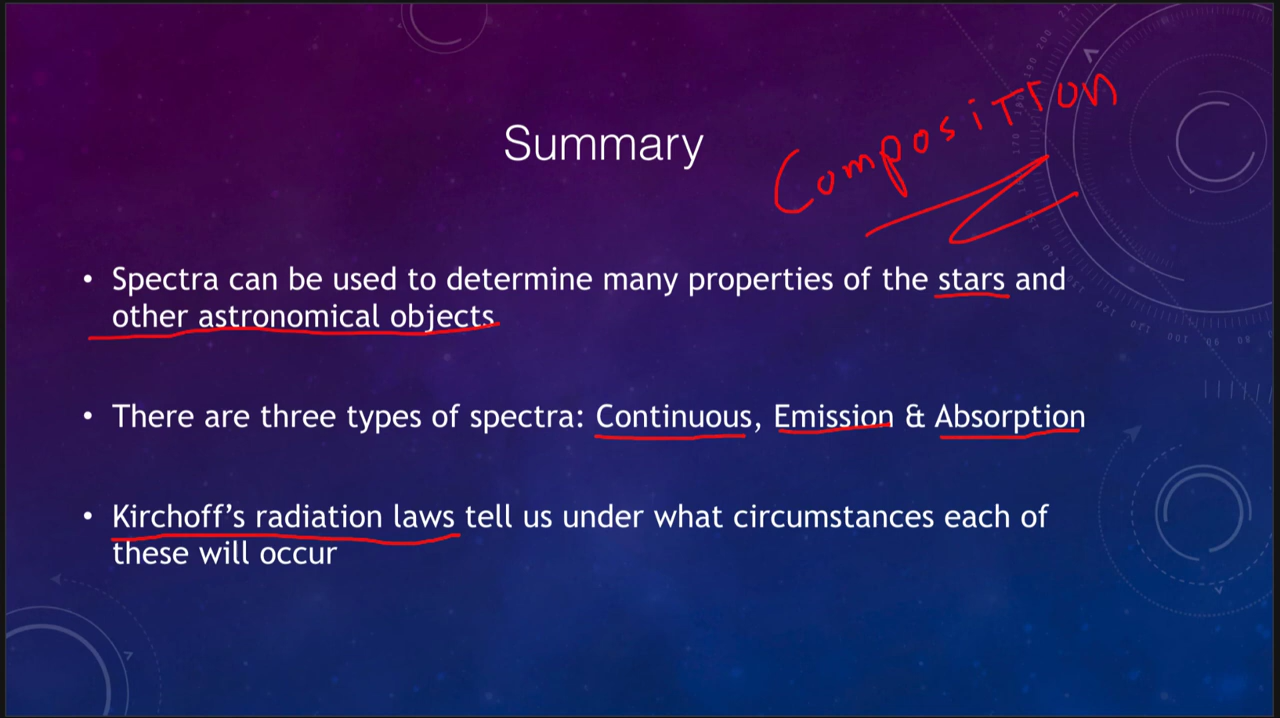 Composition
Summary
• Spectra can be used to determine many properties of the stars and
other astronomical objects
• There are three types of spectra: Continuous, Emission & Absorption
• Kirchoff's radiation laws tell us under what circumstances each of
these will occur